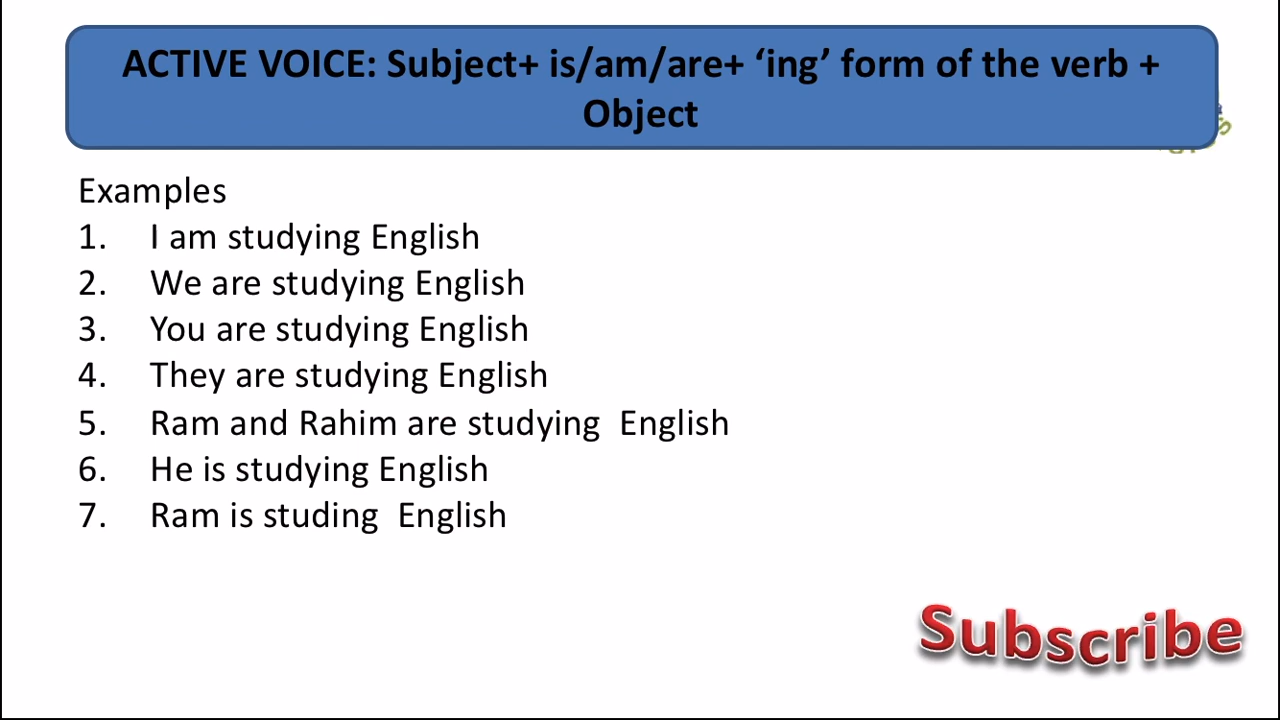 ACTIVE VOICE: Subject+ is/am/are+ ‘ing’ form of the verb +
Object
Examples
1. I am studying English
2. We are studying English
3. You are studying English
4. They are studying English
5. Ram and Rahim are studying  English
6. He is studying English
7. Ram is studing  English
Subscribe